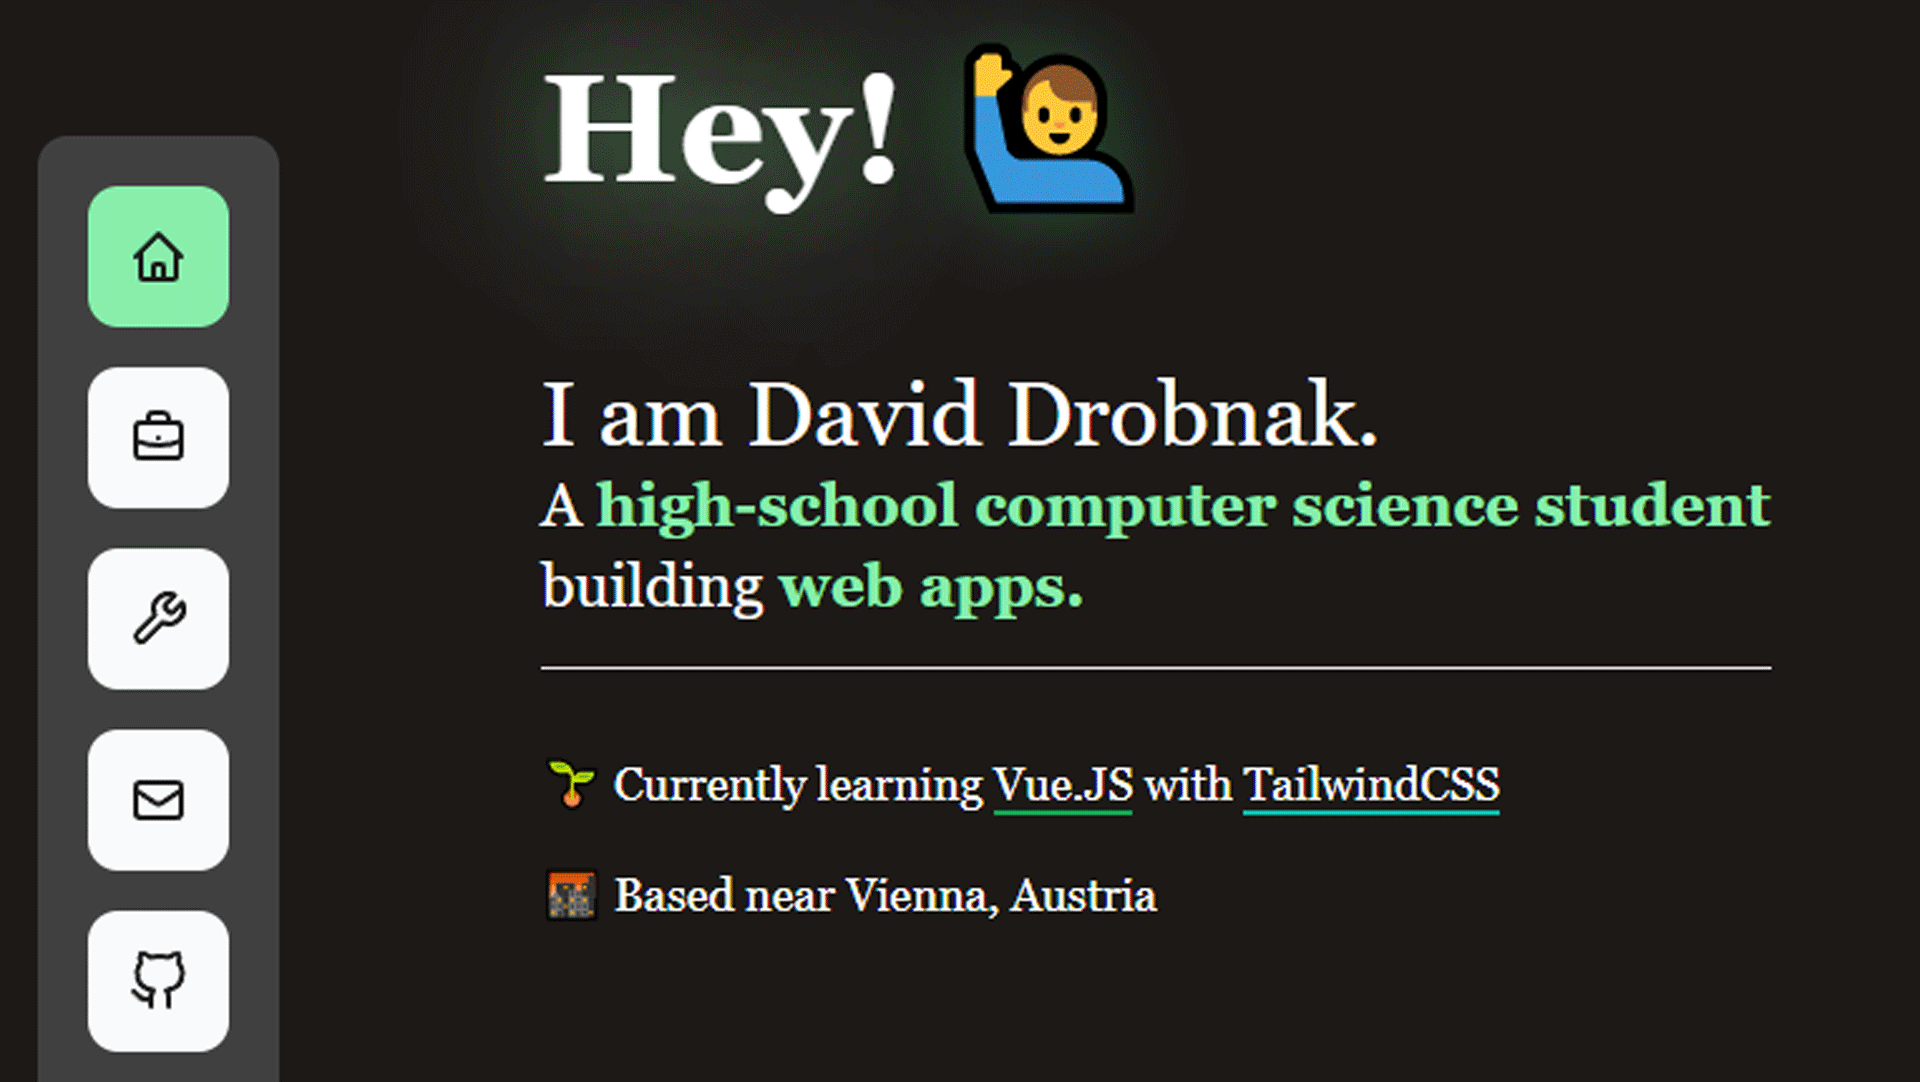 Hey!
I am David Drobnak.
A high-school computer science student
building web apps.
Currently learning Vue.JS with TailwindCSS
Based near Vienna, Austria